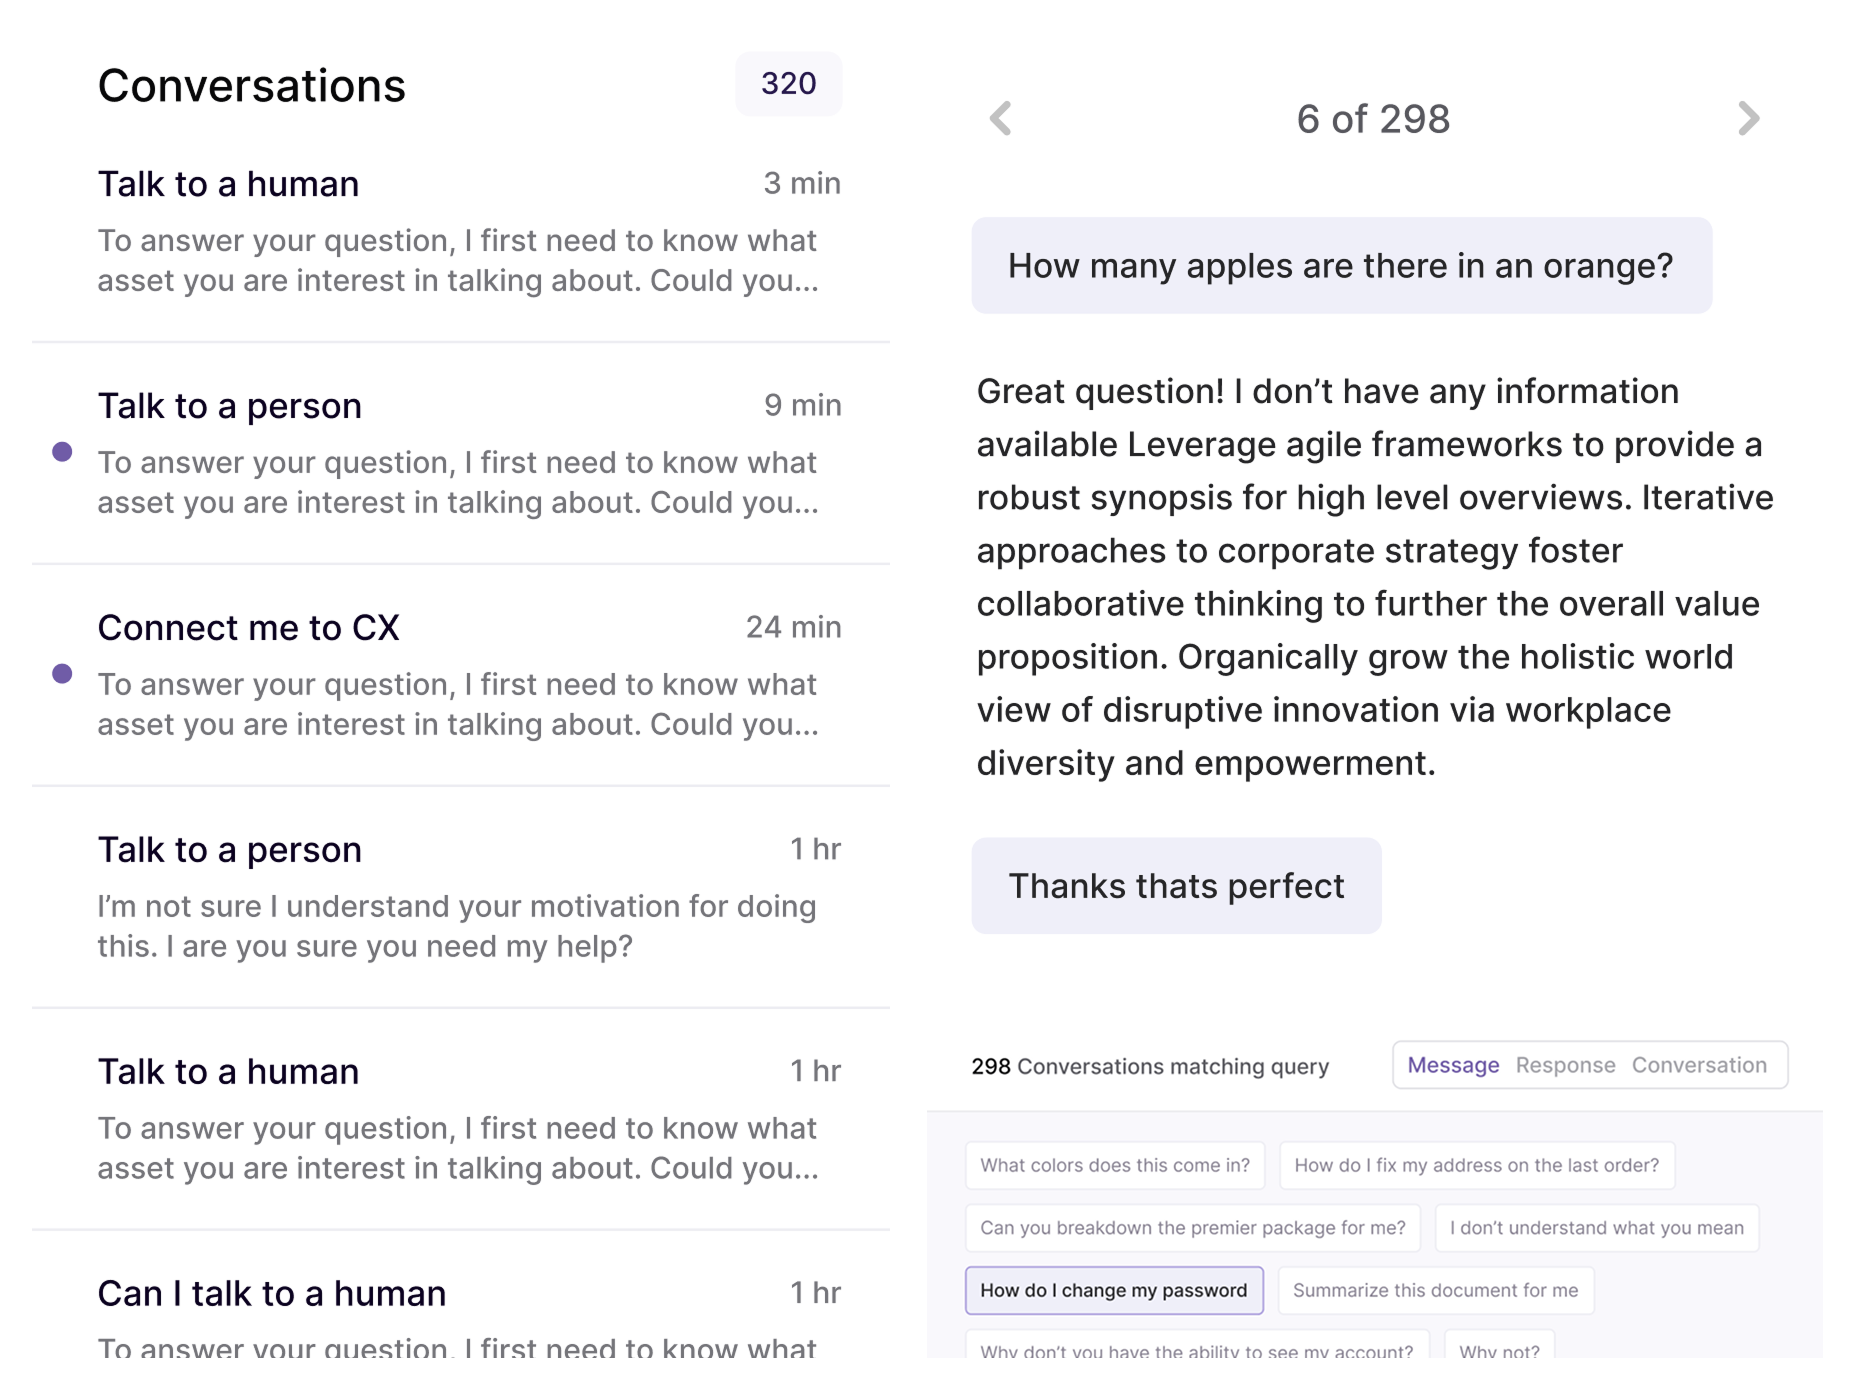 Conversations
320
Talk to a human
3 min
To answer your question, I first need to know what
asset you are interest in talking about. Could you...
Talk to a person
9 min
To answer your question, I first need to know what
asset you are interest in talking about. Could you...
Connect me to CX
24 min
To answer your question, I first need to know what
asset you are interest in talking about. Could you...
Talk to a person
1 hr
I’m not sure I understand your motivation for doing
this. I are you sure you need my help?
Talk to a human
1 hr
To answer your question, I first need to know what
asset you are interest in talking about. Could you...
Can I talk to a human
1 hr
To answer your question, I first need to know what
6 of 298
How many apples are there in an orange?
Great question! I don’t have any information
available Leverage agile frameworks to provide a
robust synopsis for high level overviews. Iterative
approaches to corporate strategy foster
collaborative thinking to further the overall value
proposition. Organically grow the holistic world
view of disruptive innovation via workplace
diversity and empowerment.
Thanks thats perfect
298 Conversations matching query
Message Response Conversation
What colors does this come in?
How do I fix my address on the last order?
Can you breakdown the premier package for me?
I don’t understand what you mean
How do I change my password
Summarize this document for me
Why don’t you have the ability to see my account?
Why not?